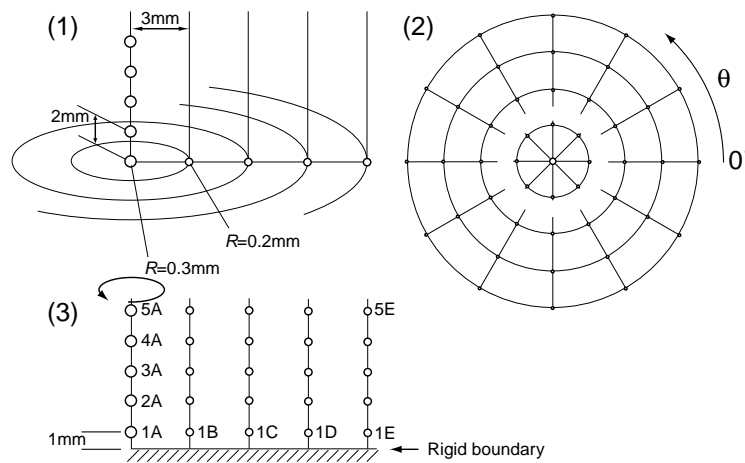 (1)
3mm
2mm
R=0.2mm
R=0.3mm
(2)
θ
0
(3)
5A
5E
4A
3A
2A
1A
1B
1C
1D
1E
1mm
Rigid boundary